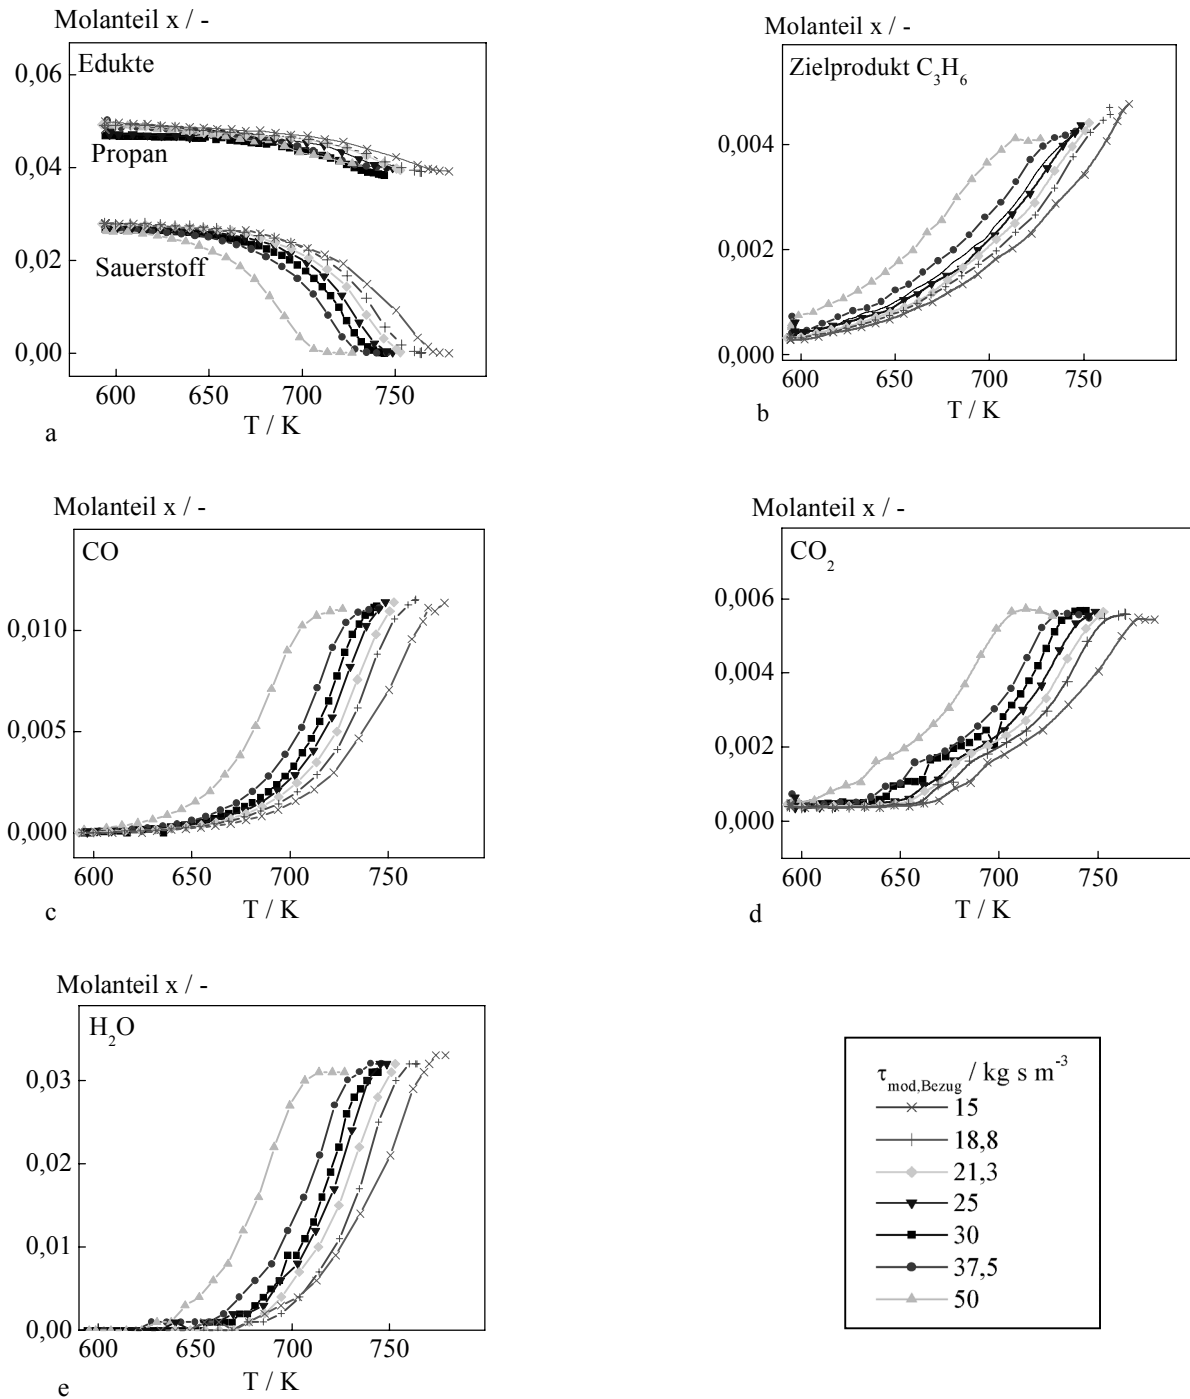 Molanteil x / -
Edukte
0,06
Propan
0,04
Sauerstoff
0,02
0,00
600 650 700 750
T / K
a
Molanteil x / -
Zielprodukt C₃H₆
0,004
0,002
0,000
600 650 700 750
T / K
b
Molanteil x / -
CO
0,010
0,005
0,000
600 650 700 750
T / K
c
Molanteil x / -
CO₂
0,006
0,004
0,002
0,000
600 650 700 750
T / K
d
Molanteil x / -
H₂O
0,03
0,02
0,01
0,00
600 650 700 750
T / K
e
τmod,Bezug / kg s m⁻³
15
18,8
21,3
25
30
37,5
50